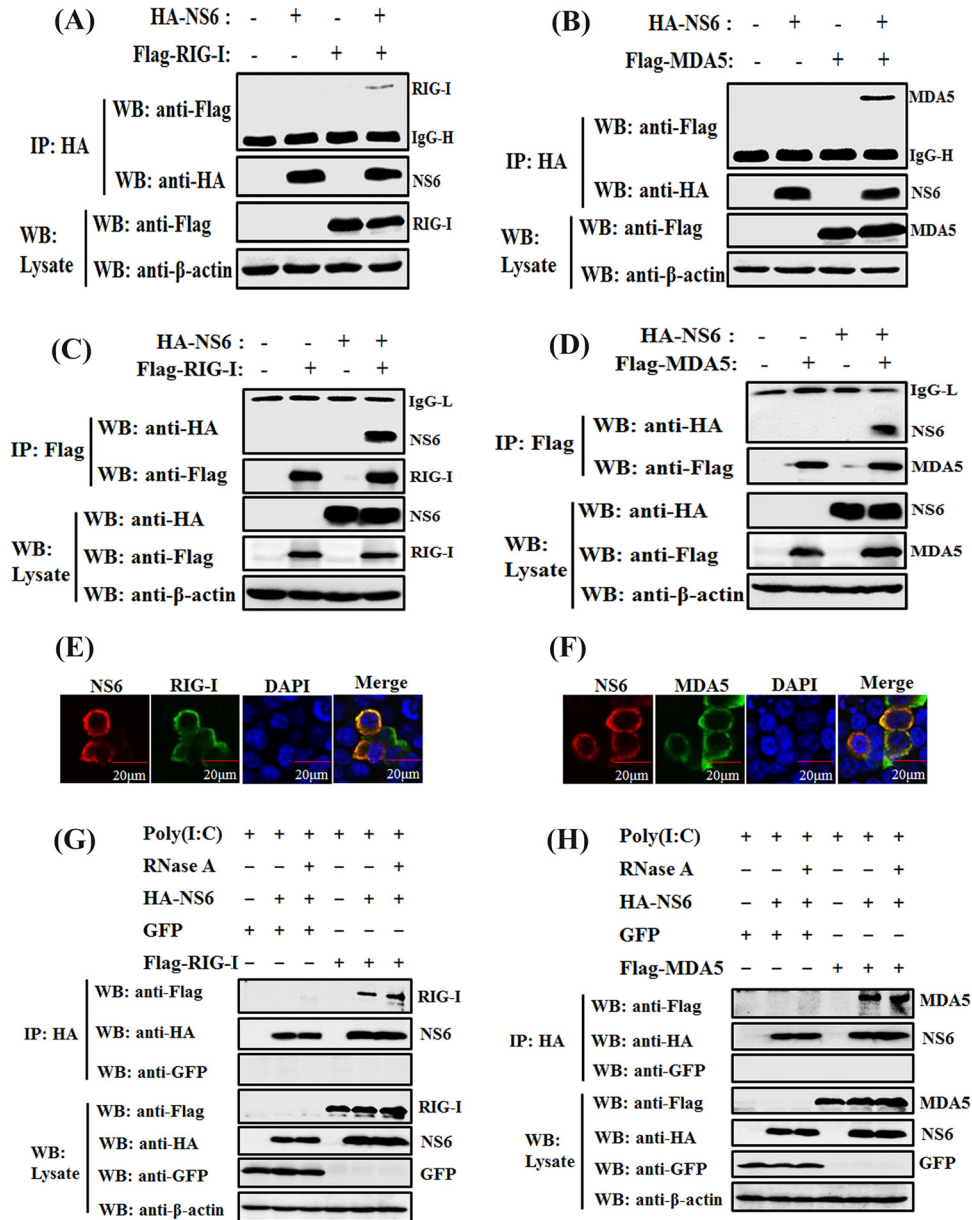 (A)
HA-NS6 : - + - +
Flag-RIG-I: - - + +
IP: HA
WB: anti-Flag
RIG-I
IgG-H
WB: anti-HA
NS6
WB: Lysate
WB: anti-Flag
RIG-I
WB: anti-β-actin
(B)
HA-NS6 : - + - +
Flag-MDA5: - - + +
IP: HA
WB: anti-Flag
MDA5
IgG-H
WB: anti-HA
NS6
WB: Lysate
WB: anti-Flag
MDA5
WB: anti-β-actin
(C)
HA-NS6 : - - + +
Flag-RIG-I: - + - +
IP: Flag
IgG-L
WB: anti-HA
NS6
WB: anti-Flag
RIG-I
WB: Lysate
WB: anti-HA
NS6
WB: anti-Flag
RIG-I
WB: anti-β-actin
(D)
HA-NS6 : - - + +
Flag-MDA5: - + - +
IP: Flag
IgG-L
WB: anti-HA
NS6
WB: anti-Flag
MDA5
WB: Lysate
WB: anti-HA
NS6
WB: anti-Flag
MDA5
WB: anti-β-actin
(E)
NS6 RIG-I DAPI Merge
20μm 20μm 20μm 20μm
(F)
NS6 MDA5 DAPI Merge
20μm 20μm 20μm 20μm
(G)
Poly(I:C) + + + + + +
RNase A – – + – – +
HA-NS6 – + + – + +
GFP + + + – – –
Flag-RIG-I – – – + + +
IP: HA
WB: anti-Flag
RIG-I
WB: anti-HA
NS6
WB: anti-GFP
WB: Lysate
WB: anti-Flag
RIG-I
WB: anti-HA
NS6
WB: anti-GFP
GFP
WB: anti-β-actin
(H)
Poly(I:C) + + + + + +
RNase A – – + – – +
HA-NS6 – + + – + +
GFP + + + – – –
Flag-MDA5 – – – + + +
IP: HA
WB: anti-Flag
MDA5
WB: anti-HA
NS6
WB: anti-GFP
WB: Lysate
WB: anti-Flag
MDA5
WB: anti-HA
NS6
WB: anti-GFP
GFP
WB: anti-β-actin